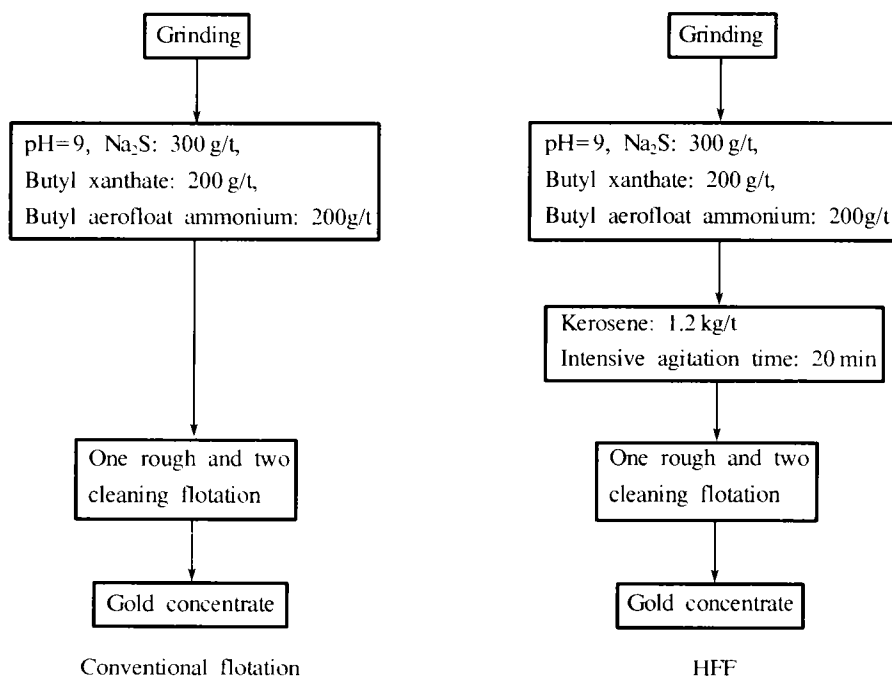 Grinding
pH=9, Na₂S: 300 g/t,
Butyl xanthate: 200 g/t,
Butyl aerofloat ammonium: 200g/t
One rough and two
cleaning flotation
Gold concentrate
Conventional flotation
Grinding
pH=9, Na₂S: 300 g/t,
Butyl xanthate: 200 g/t,
Butyl aerofloat ammonium: 200g/t
Kerosene: 1.2 kg/t
Intensive agitation time: 20 min
One rough and two
cleaning flotation
Gold concentrate
HFF